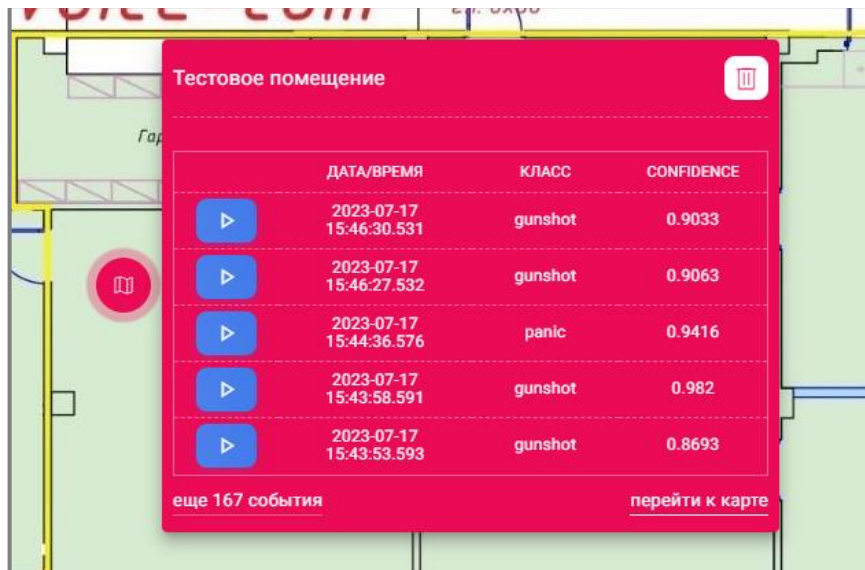 Тестовое помещение
ДАТА/ВРЕМЯ КЛАСС CONFIDENCE
2023-07-17 15:46:30.531 gunshot 0.9033
2023-07-17 15:46:27.532 gunshot 0.9063
2023-07-17 15:44:36.576 panic 0.9416
2023-07-17 15:43:58.591 gunshot 0.982
2023-07-17 15:43:53.593 gunshot 0.8693
еще 167 события перейти к карте